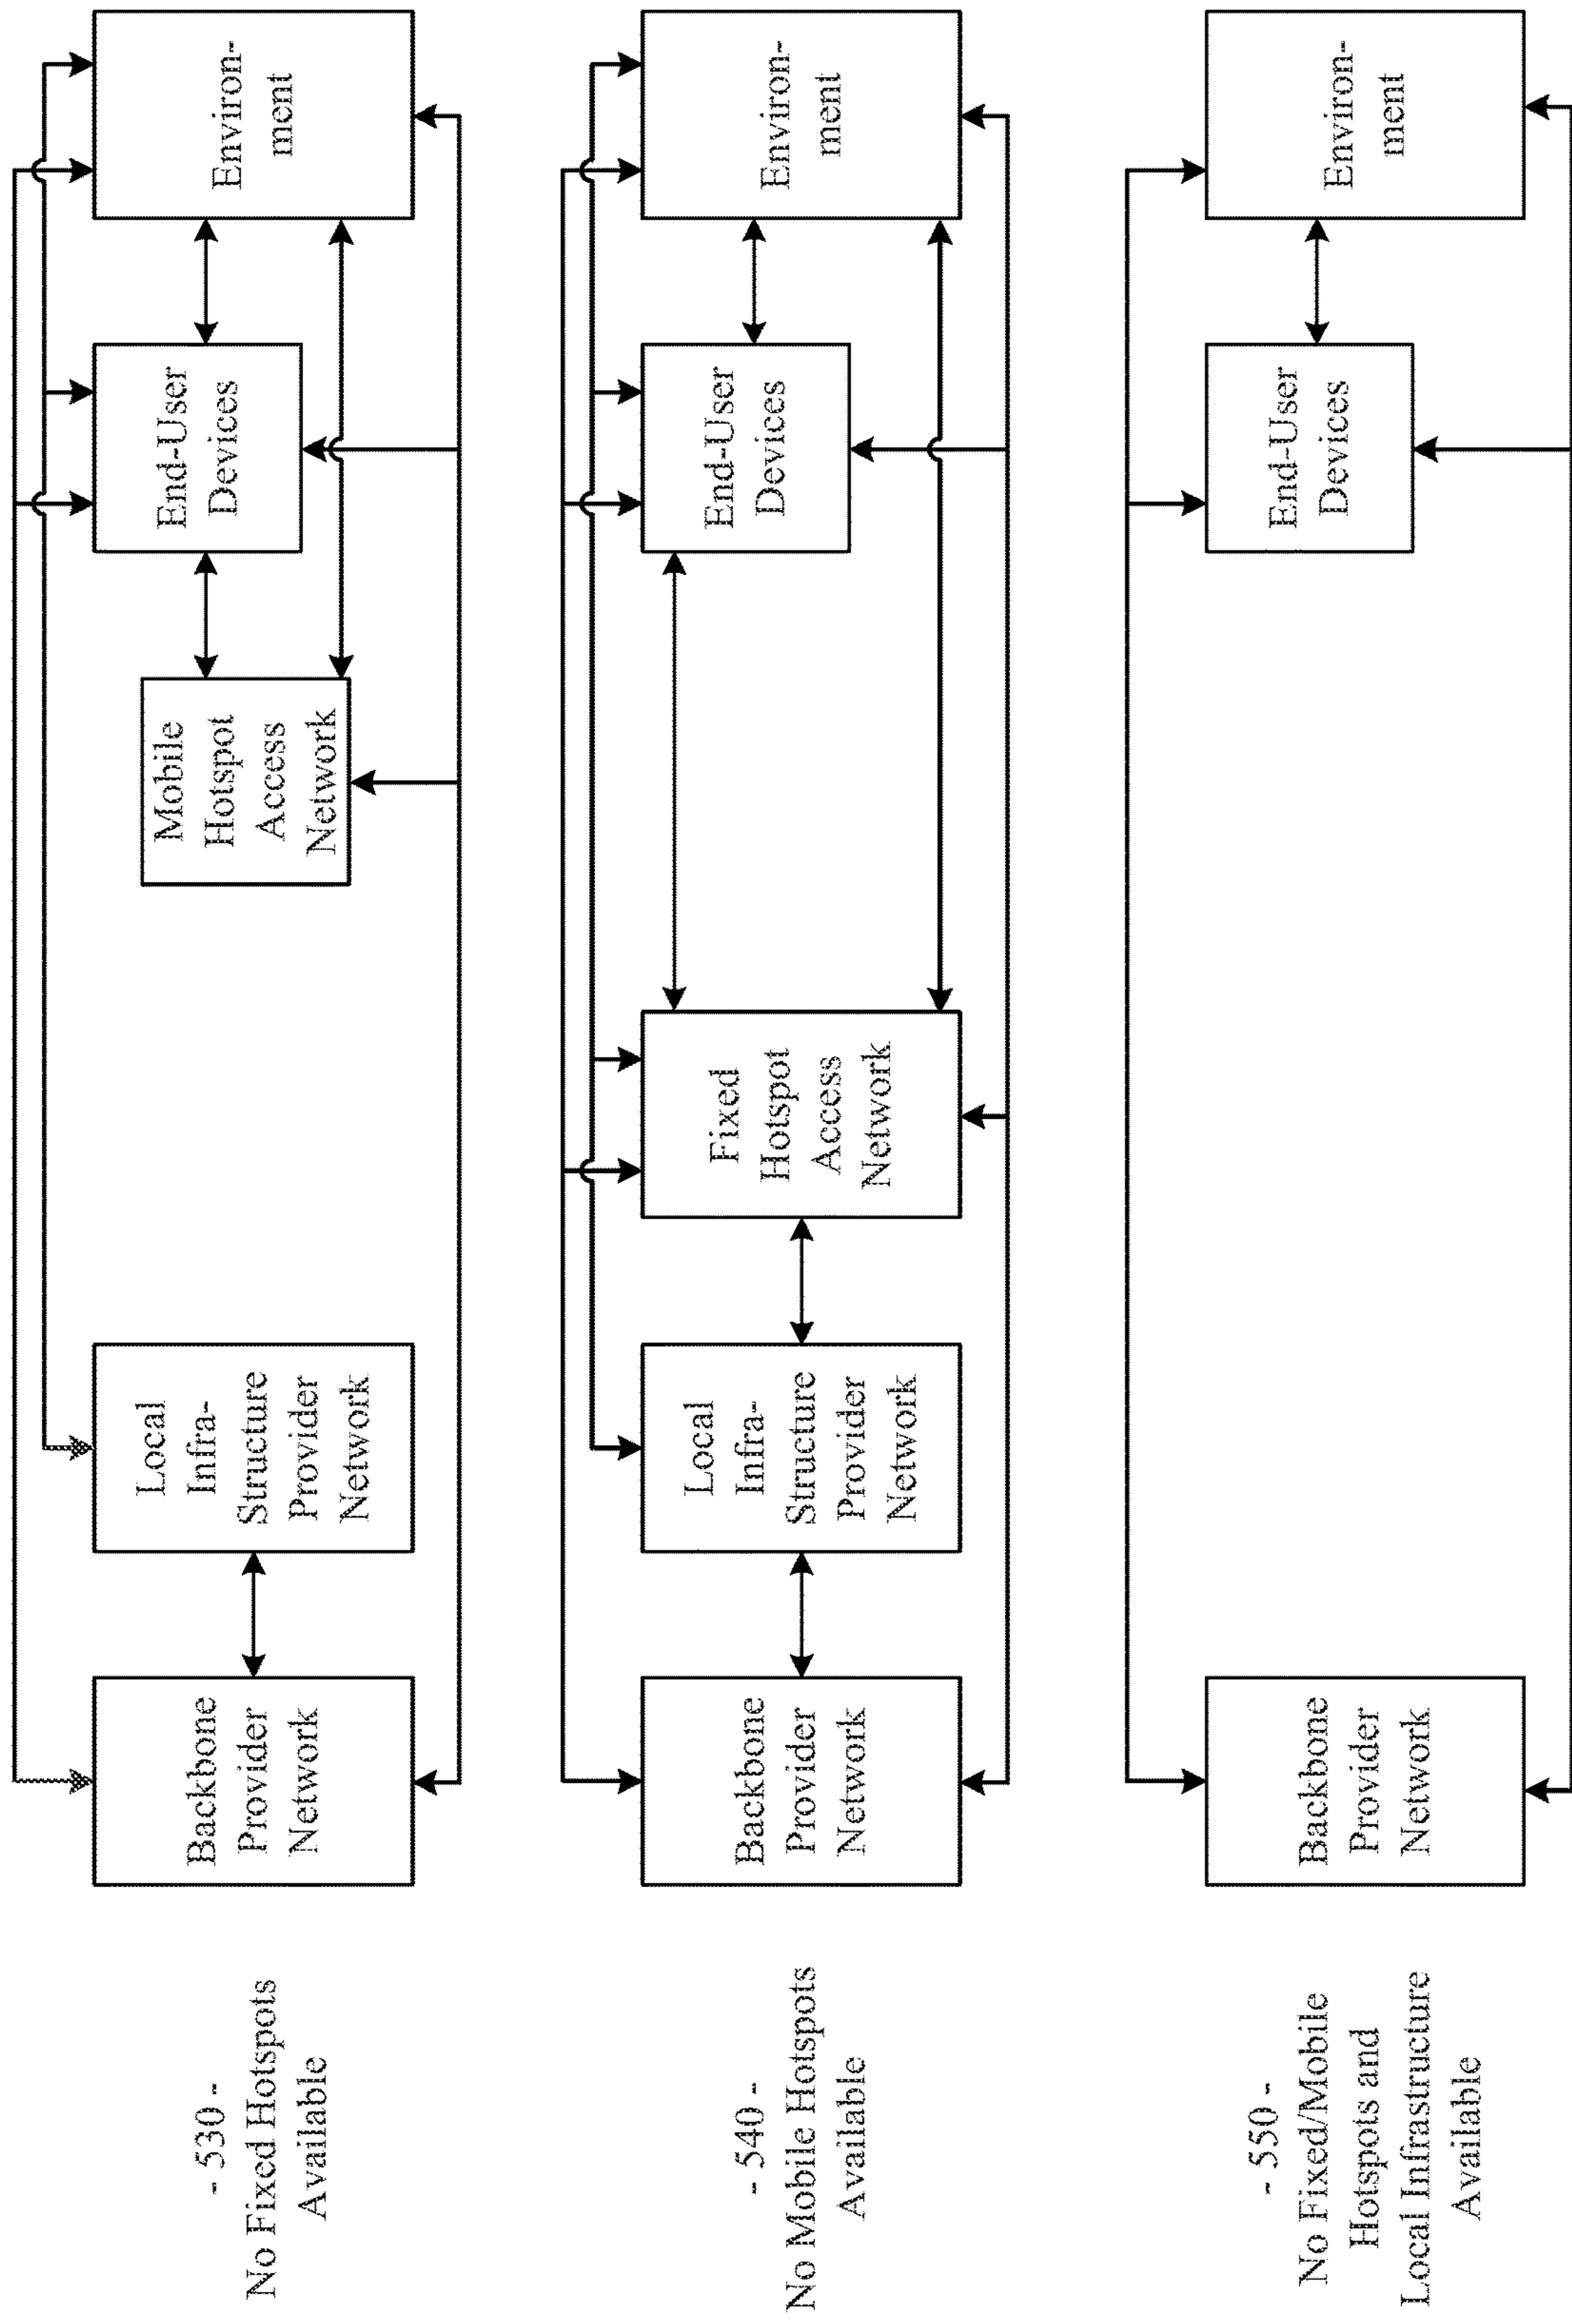 - 530 -
No Fixed Hotspots
Available
Backbone
Provider
Network
Local
Infra-
Structure
Provider
Network
Mobile
Hotspot
Access
Network
End-User
Devices
Environ-
ment
- 540 -
No Mobile Hotspots
Available
Backbone
Provider
Network
Local
Infra-
Structure
Provider
Network
Fixed
Hotspot
Access
Network
End-User
Devices
Environ-
ment
- 550 -
No Fixed/Mobile
Hotspots and
Local Infrastructure
Available
Backbone
Provider
Network
End-User
Devices
Environ-
ment